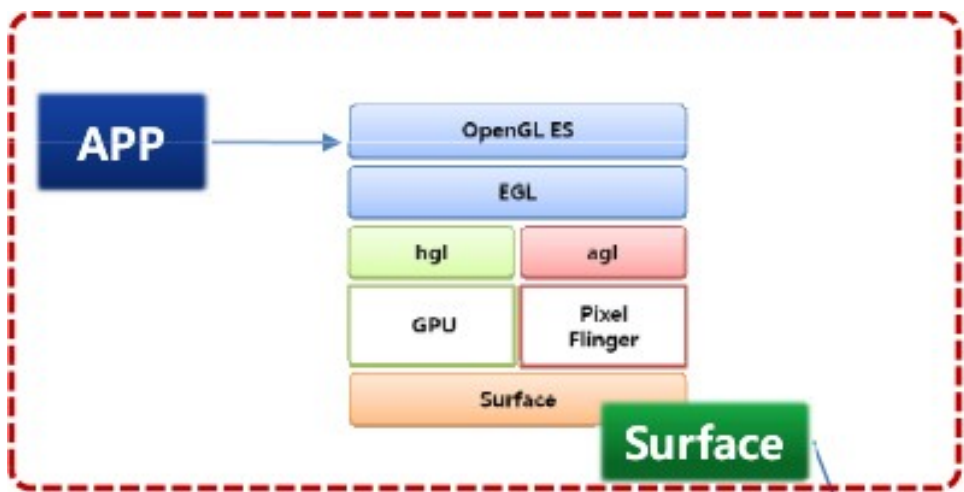 APP
OpenGL ES
EGL
hgl
agl
GPU
Pixel
Flinger
Surface
Surface